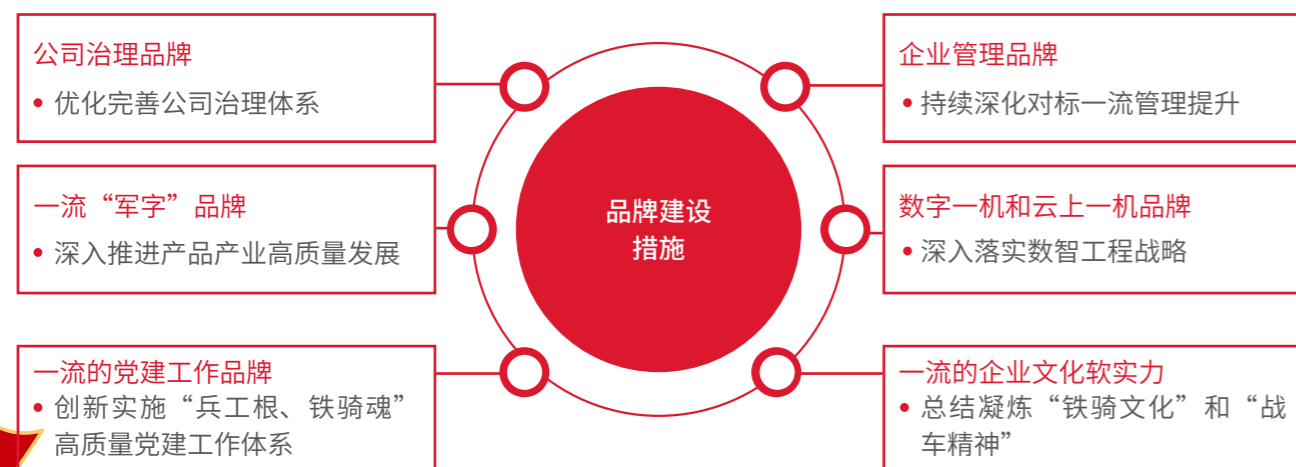 公司治理品牌
• 优化完善公司治理体系
一流“军字”品牌
• 深入推进产品产业高质量发展
一流的党建工作品牌
• 创新实施“兵工根、铁骑魂”
高质量党建工作体系
品牌建设
措施
企业管理品牌
• 持续深化对标一流管理提升
数字一机和云上一机品牌
• 深入落实数智工程战略
一流的企业文化软实力
• 总结凝炼“铁骑文化”和“战
车精神”